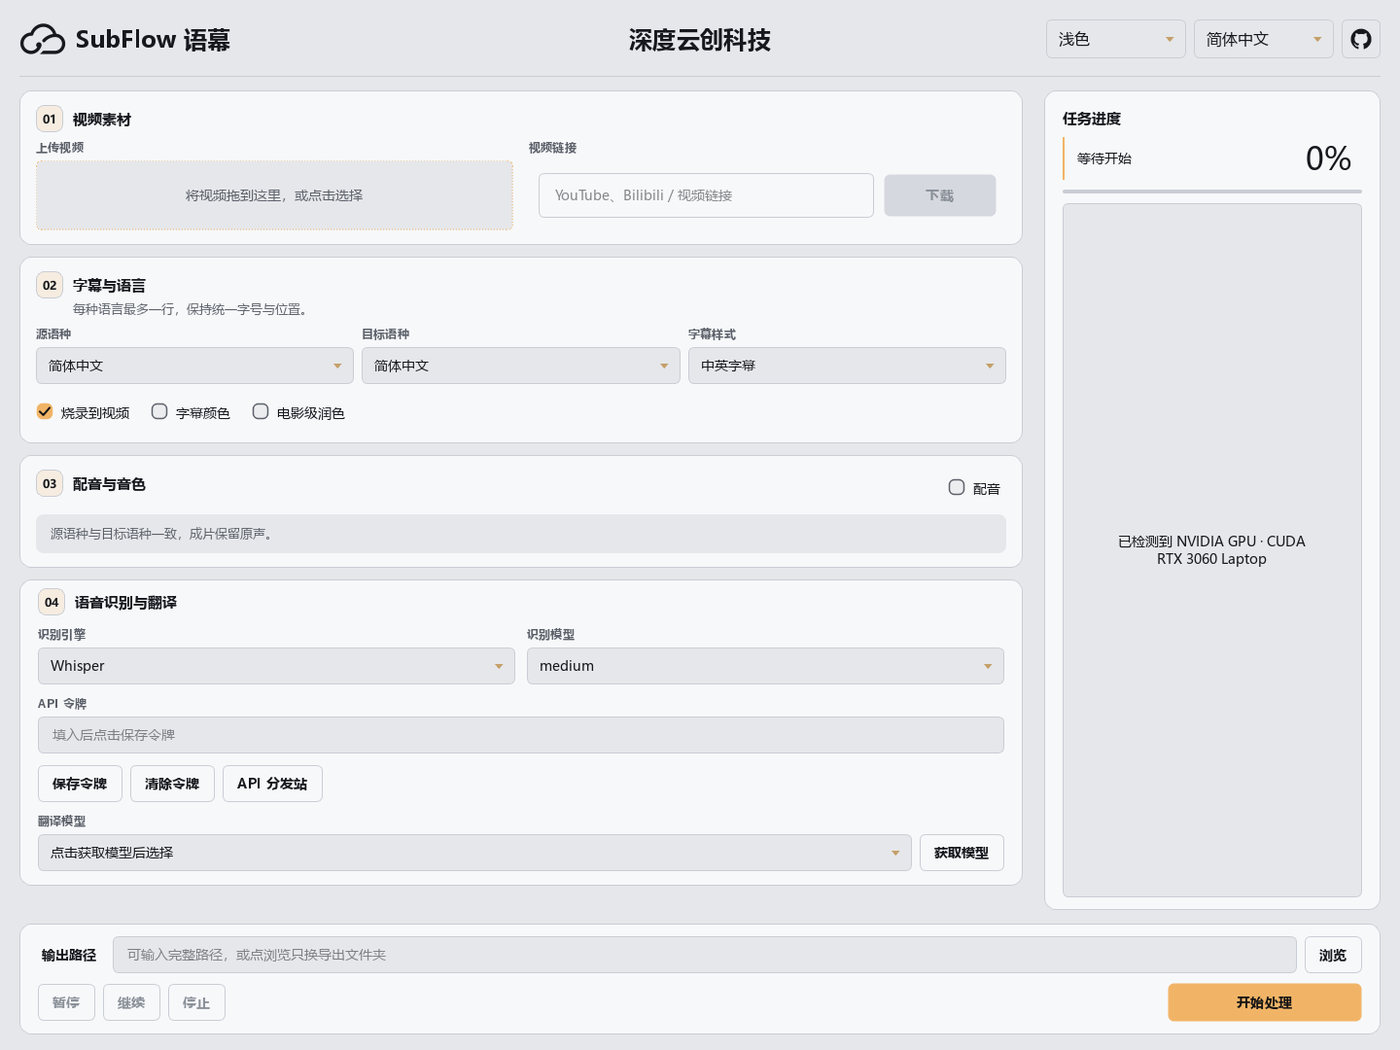 SubFlow 语幕
深度云创科技
浅色
简体中文
01 视频素材
上传视频
将视频拖到这里，或点击选择
视频链接
YouTube、Bilibili / 视频链接
下载
02 字幕与语言
每种语言最多一行，保持统一字号与位置。
源语种
目标语种
字幕样式
简体中文
简体中文
中英字幕
烧录到视频
字幕颜色
电影级润色
03 配音与音色
配音
源语种与目标语种一致，成片保留原声。
04 语音识别与翻译
识别引擎
识别模型
Whisper
medium
API 令牌
填入后点击保存令牌
保存令牌
清除令牌
API 分发站
翻译模型
点击获取模型后选择
获取模型
任务进度
等待开始
0%
已检测到 NVIDIA GPU · CUDA
RTX 3060 Laptop
输出路径
可输入完整路径，或点浏览只换导出文件夹
浏览
暂停
继续
停止
开始处理